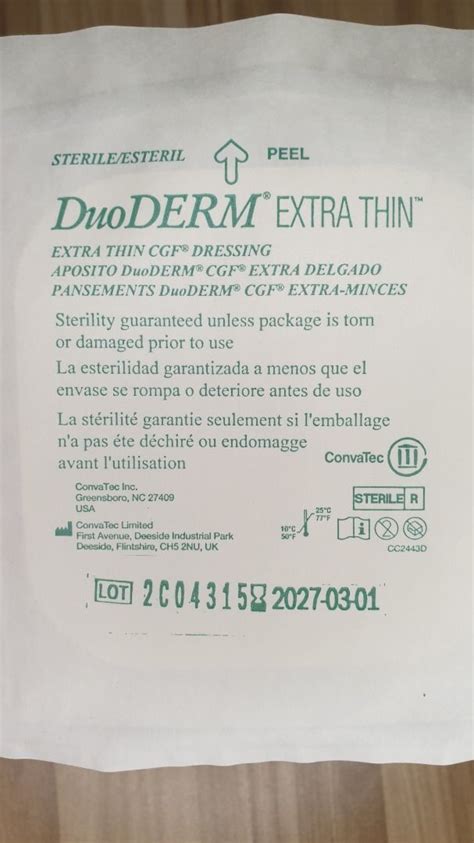 STERILE/ESTERIL PEEL
DuoDERM® EXTRA THIN™
EXTRA THIN CGF® DRESSING
APOSITO DuoDERM® CGF® EXTRA DELGADO
PANSEMENTS DuoDERM® CGF® EXTRA-MINCES
Sterility guaranteed unless package is torn
or damaged prior to use
La esterilidad garantizada a menos que el
envase se rompa o deteriore antes de uso
La stérilité garantie seulement si l'emballage
n'a pas éte déchiré ou endomagge
avant l'utilisation
ConvaTec
ConvaTec Inc.
Greensboro, NC 27409
USA
STERILE R
ConvaTec Limited
First Avenue, Deeside Industrial Park
Deeside, Flintshire, CH5 2NU, UK
25°C
77°F
10°C
50°F
i 2
CC2443D
LOT 2C04315 2027-03-01